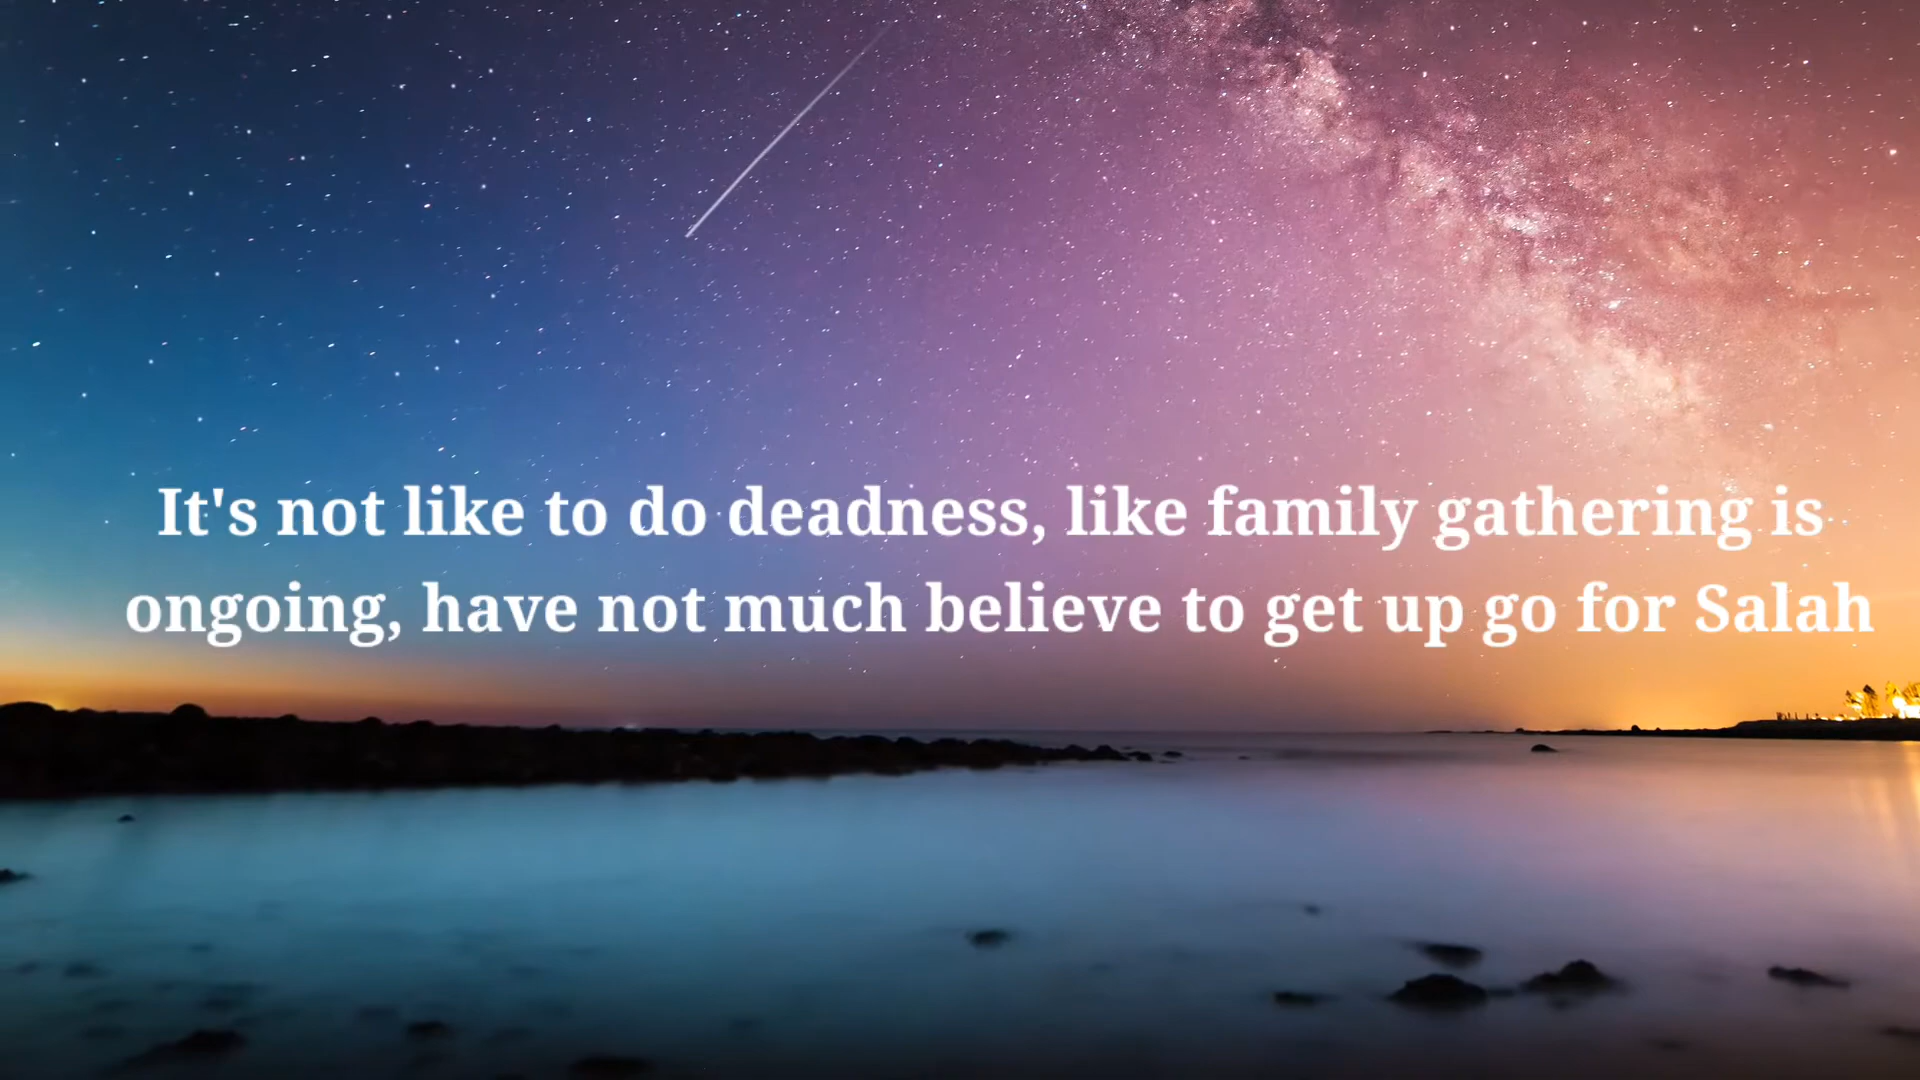 It's not like to do deadness, like family gathering is
ongoing, have not much believe to get up go for Salah